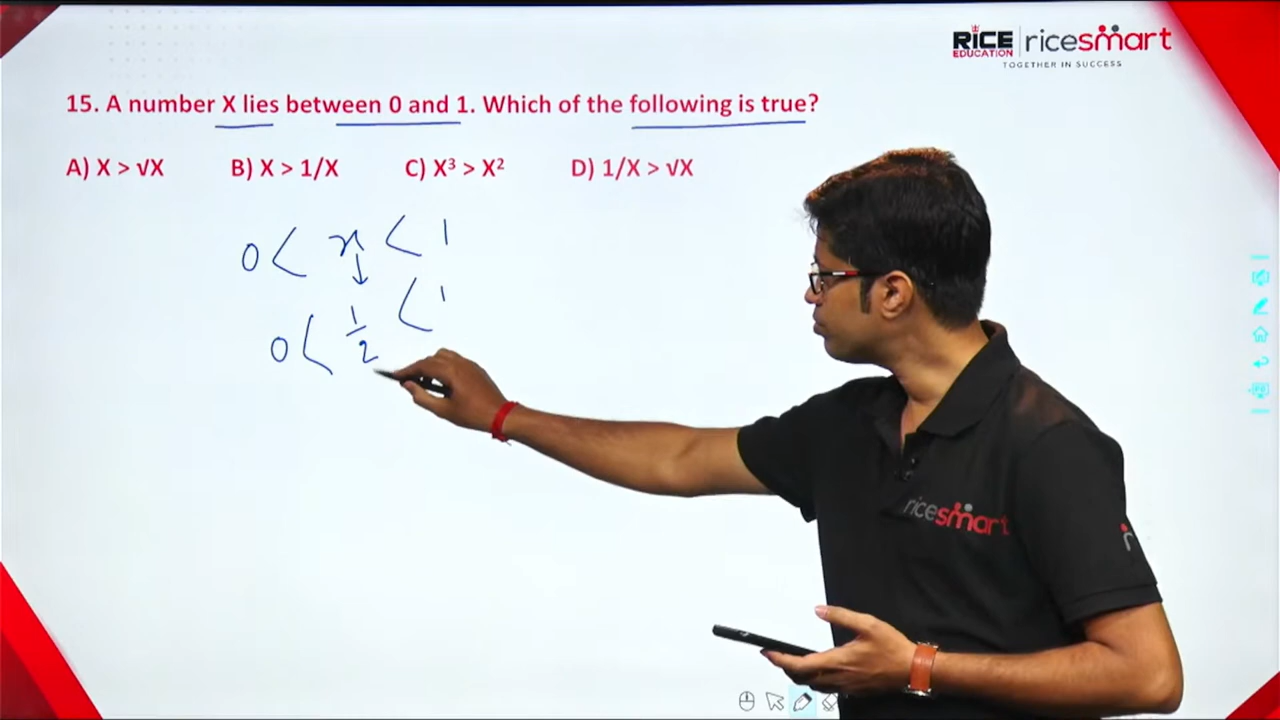 RICE EDUCATION ricesmart
TOGETHER IN SUCCESS
15. A number X lies between 0 and 1. Which of the following is true?
A) X > √X B) X > 1/X C) X³ > X² D) 1/X > √X
0 < x < 1
↓
0 < 1/2 < 1
ricesmart